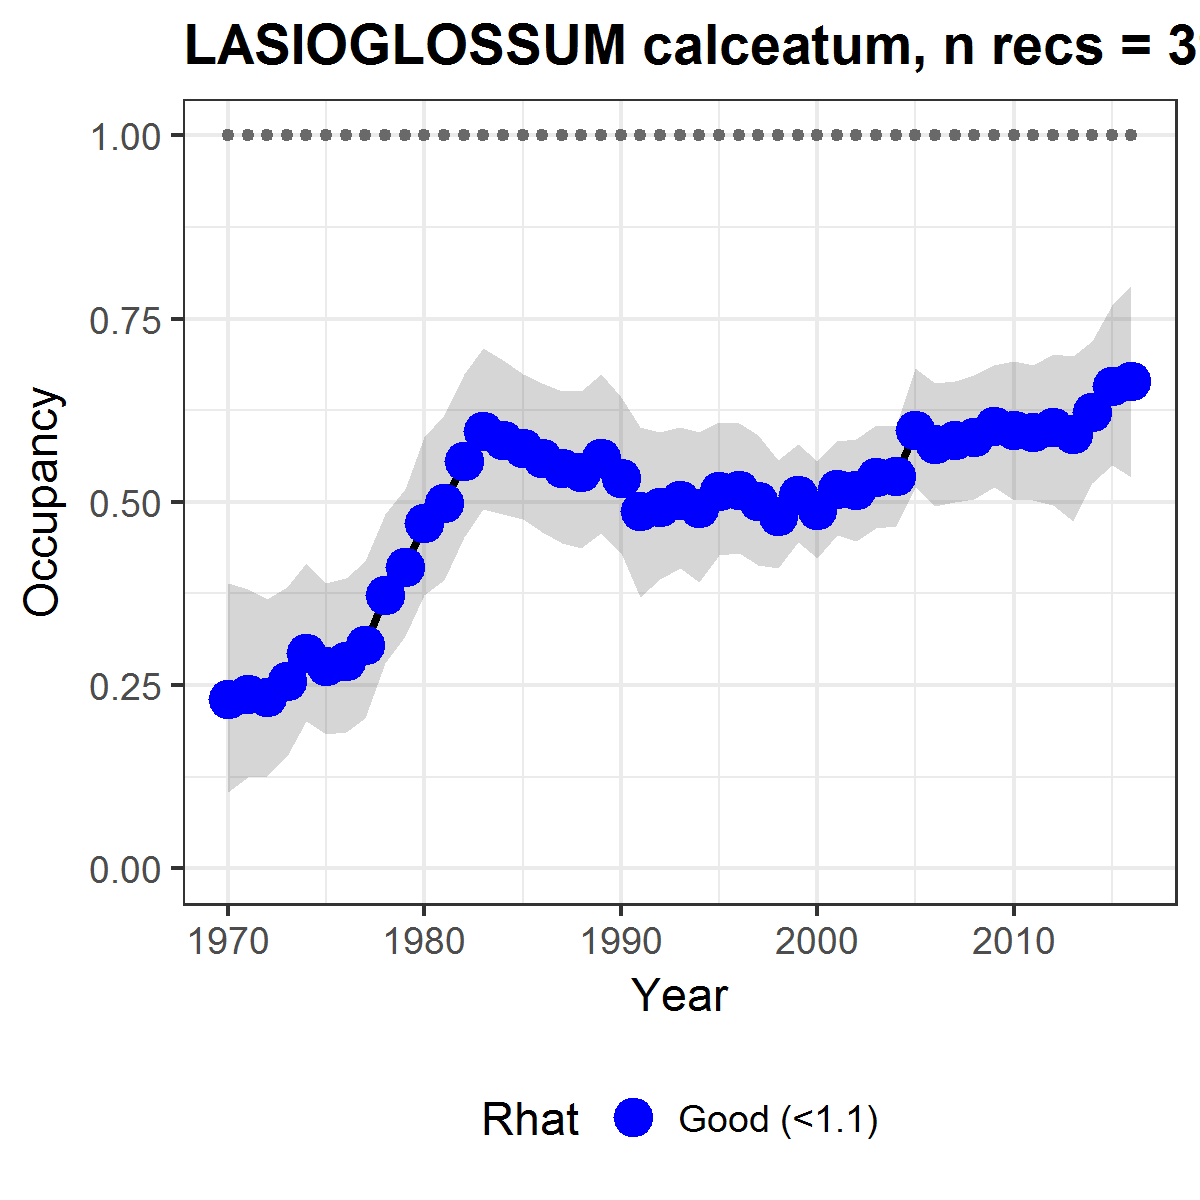 LASIOGLOSSUM calceatum, n recs = 3
1.00
0.75
0.50
0.25
0.00
Occupancy
1970 1980 1990 2000 2010
Year
Rhat Good (<1.1)